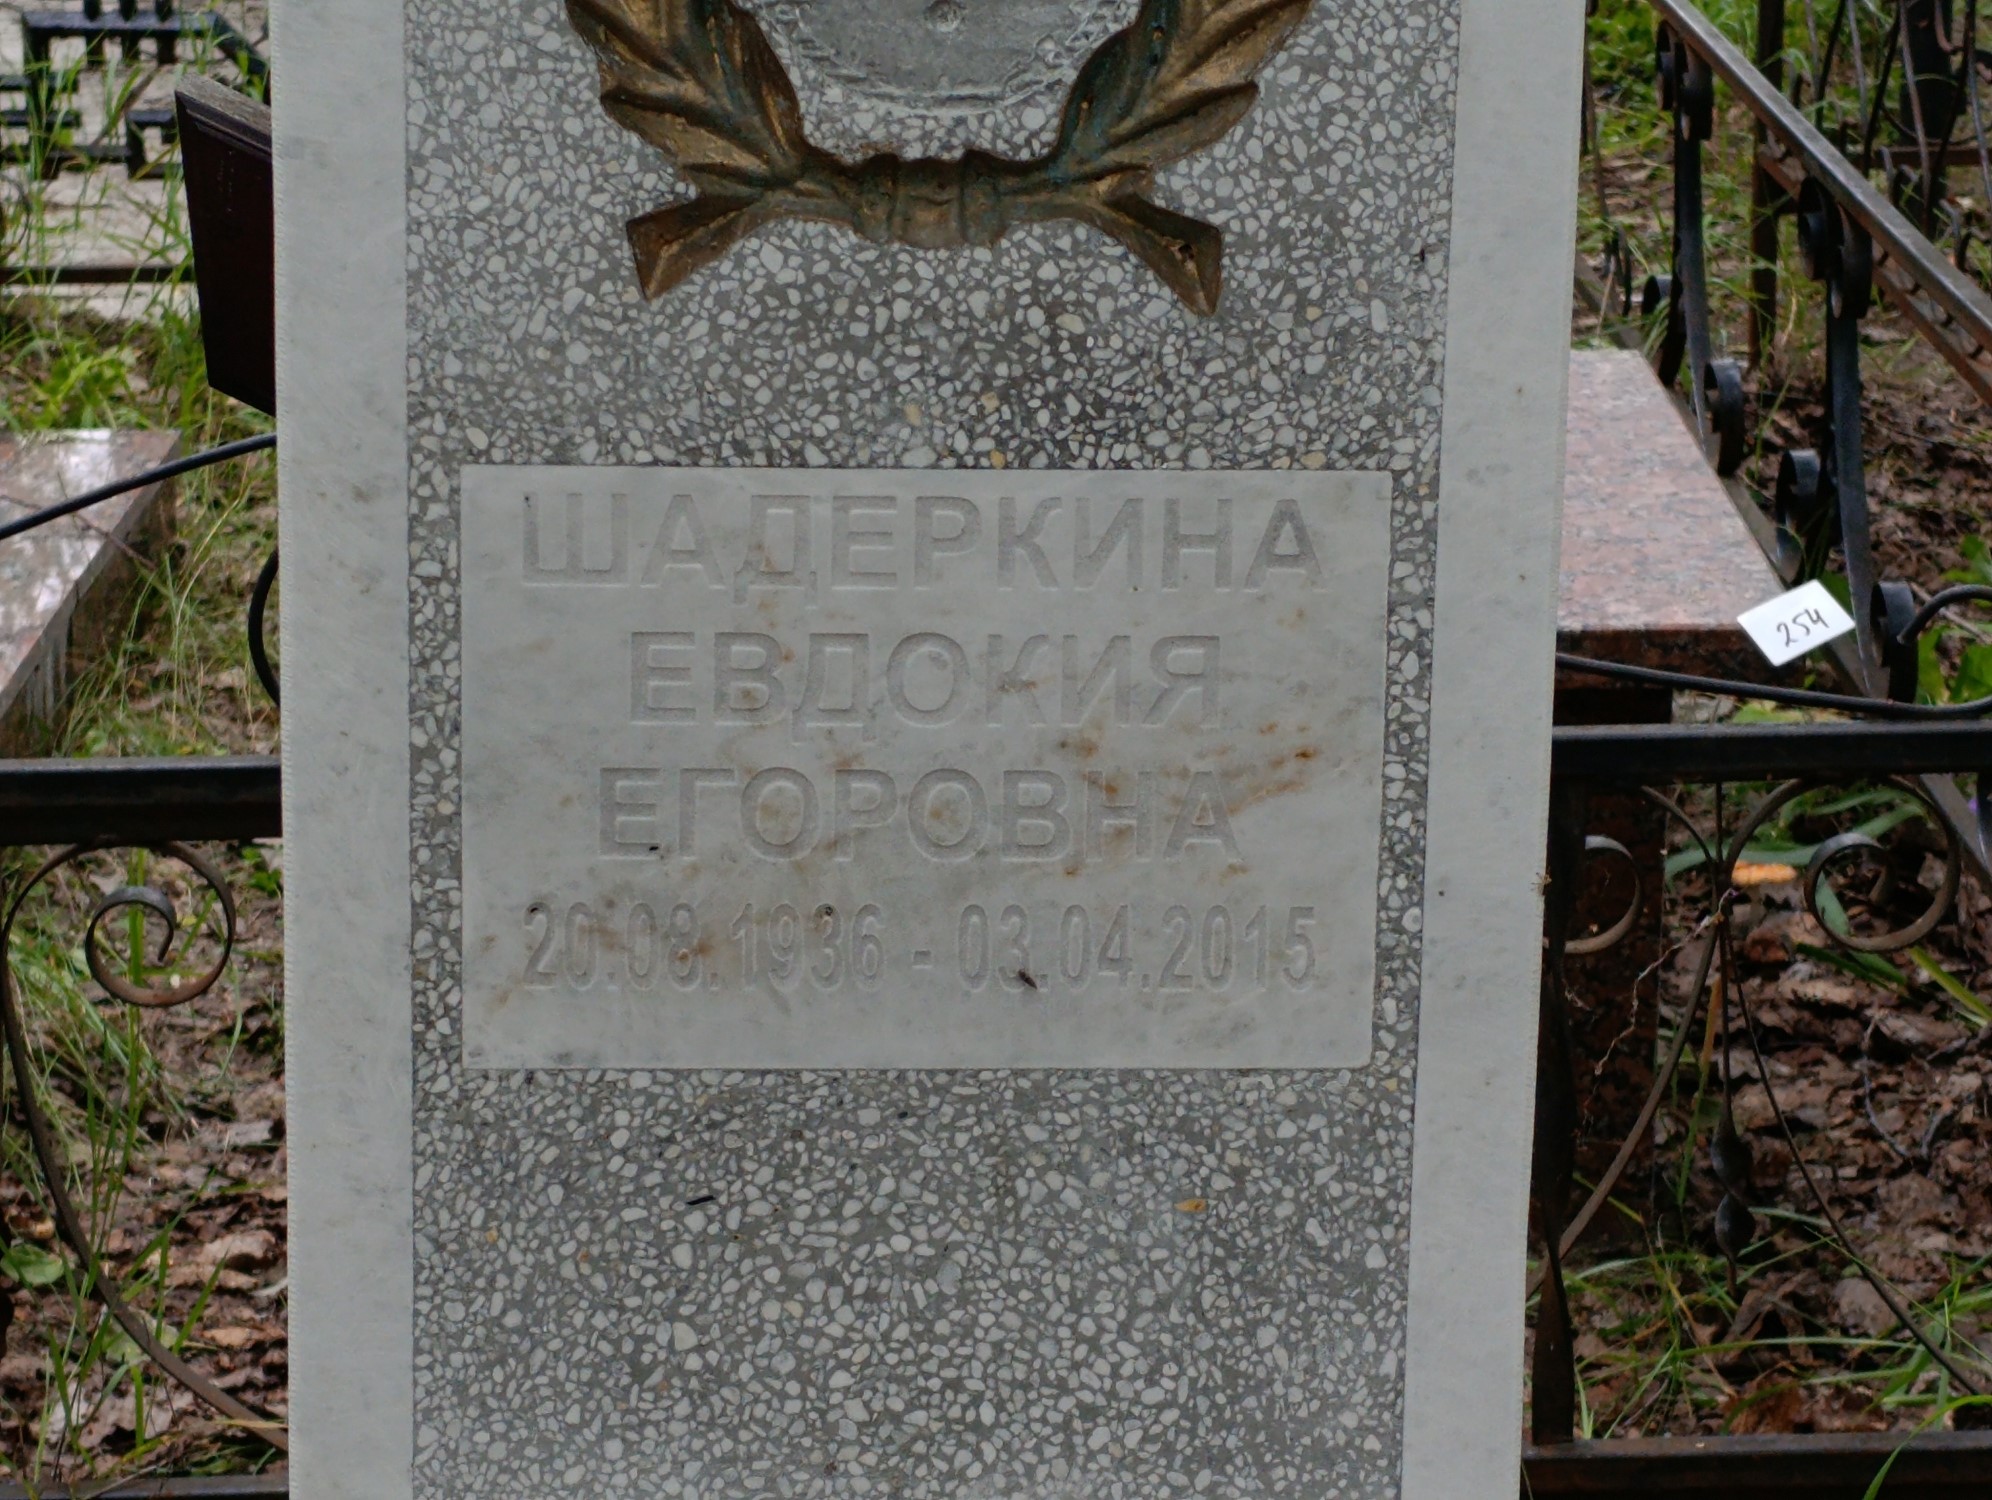 ШАДЕРКИНА
ЕВДОКИЯ
ЕГОРОВНА
20.08.1936 - 03.04.2015
254